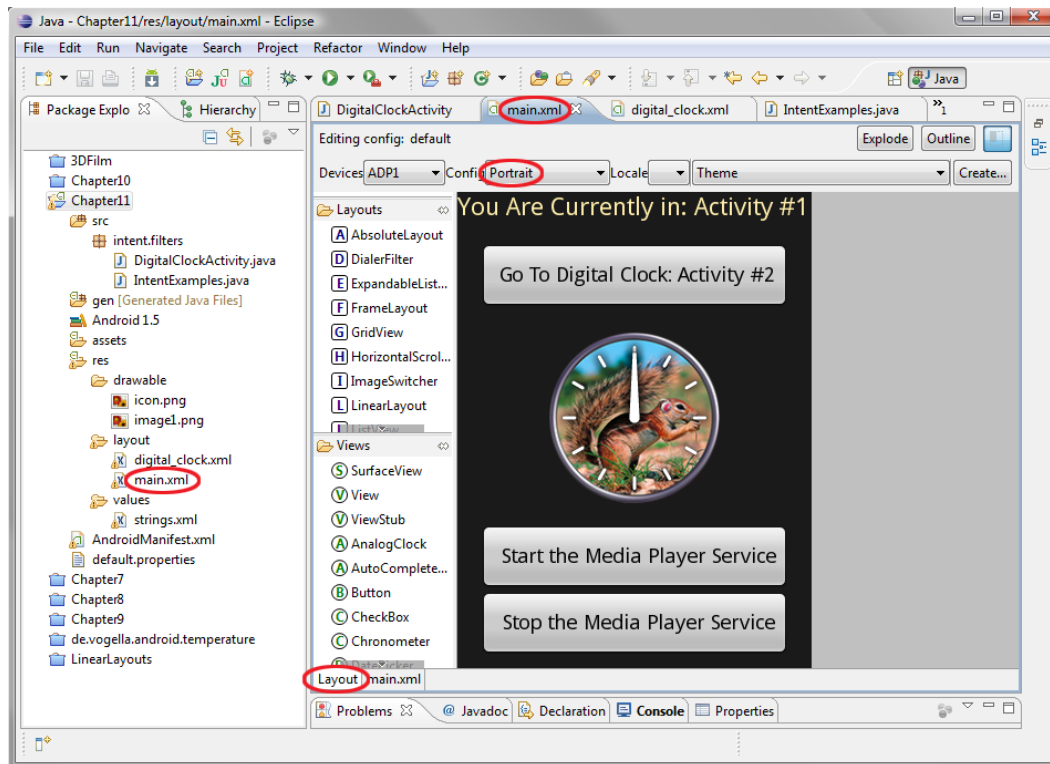 Java - Chapter11/res/layout/main.xml - Eclipse
File Edit Run Navigate Search Project Refactor Window Help
Java
Package Explo
Hierarchy
3DFilm
Chapter10
Chapter11
src
intent.filters
DigitalClockActivity.java
IntentExamples.java
gen [Generated Java Files]
Android 1.5
assets
res
drawable
icon.png
image1.png
layout
digital_clock.xml
main.xml
values
strings.xml
AndroidManifest.xml
default.properties
Chapter7
Chapter8
Chapter9
de.vogella.android.temperature
LinearLayouts
DigitalClockActivity main.xml digital_clock.xml IntentExamples.java »1
Editing config: default Explode Outline
Devices ADP1 Config Portrait Locale Theme Create...
Layouts
A AbsoluteLayout
D DialerFilter
E ExpandableList...
F FrameLayout
G GridView
H HorizontalScrol...
I ImageSwitcher
L LinearLayout
L ListView
Views
S SurfaceView
V View
V ViewStub
A AnalogClock
A AutoComplete...
B Button
C CheckBox
C Chronometer
D DatePicker
You Are Currently in: Activity #1
Go To Digital Clock: Activity #2
Start the Media Player Service
Stop the Media Player Service
Layout main.xml
Problems @ Javadoc Declaration Console Properties